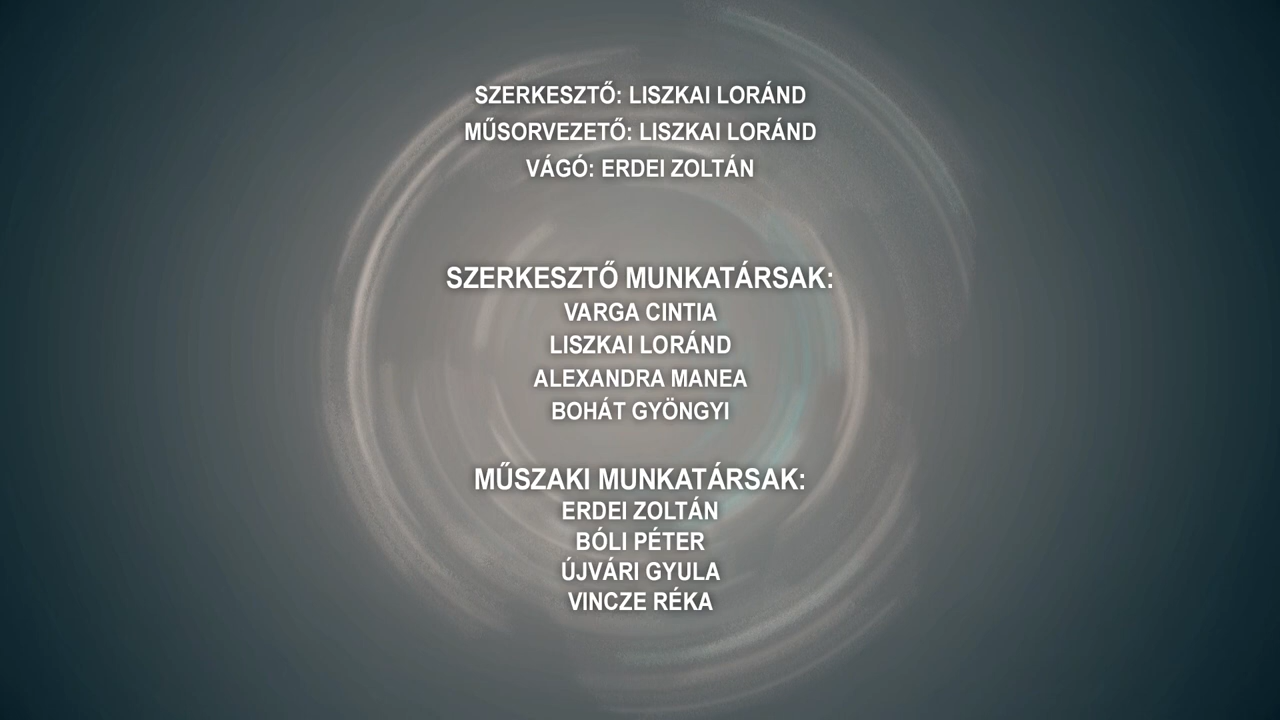 SZERKESZTŐ: LISZKAI LORÁND
MŰSORVEZETŐ: LISZKAI LORÁND
VÁGÓ: ERDEI ZOLTÁN
SZERKESZTŐ MUNKATÁRSAK:
VARGA CINTIA
LISZKAI LORÁND
ALEXANDRA MANEA
BOHÁT GYÖNGYI
MŰSZAKI MUNKATÁRSAK:
ERDEI ZOLTÁN
BÓLI PÉTER
ÚJVÁRI GYULA
VINCZE RÉKA